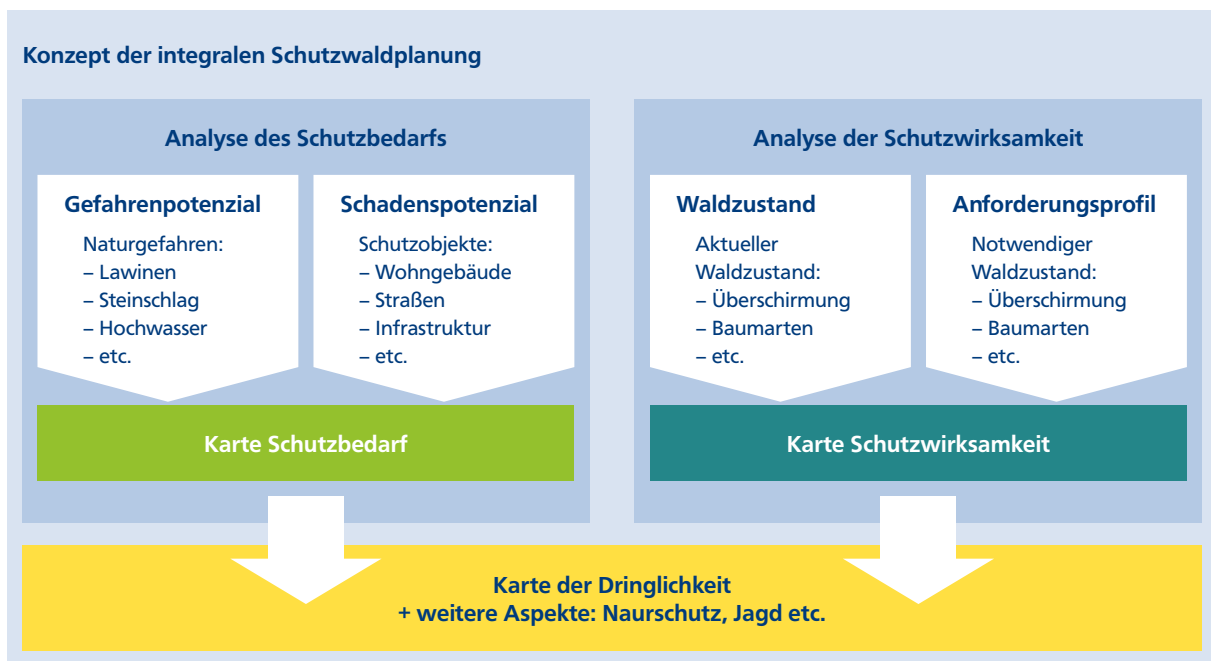 Konzept der integralen Schutzwaldplanung
Analyse des Schutzbedarfs
Gefahrenpotenzial
Naturgefahren:
– Lawinen
– Steinschlag
– Hochwasser
– etc.
Schadenspotenzial
Schutzobjekte:
– Wohngebäude
– Straßen
– Infrastruktur
– etc.
Karte Schutzbedarf
Analyse der Schutzwirksamkeit
Waldzustand
Aktueller
Waldzustand:
– Überschirmung
– Baumarten
– etc.
Anforderungsprofil
Notwendiger
Waldzustand:
– Überschirmung
– Baumarten
– etc.
Karte Schutzwirksamkeit
Karte der Dringlichkeit
+ weitere Aspekte: Naurschutz, Jagd etc.